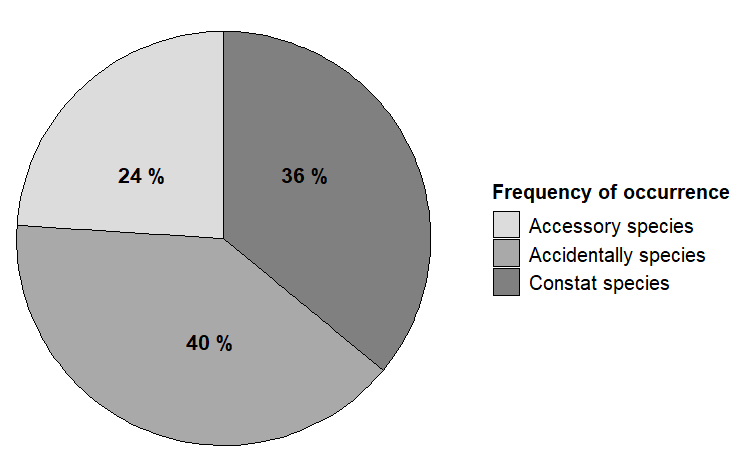 24 %
36 %
40 %
Frequency of occurrence
Accessory species
Accidentally species
Constat species